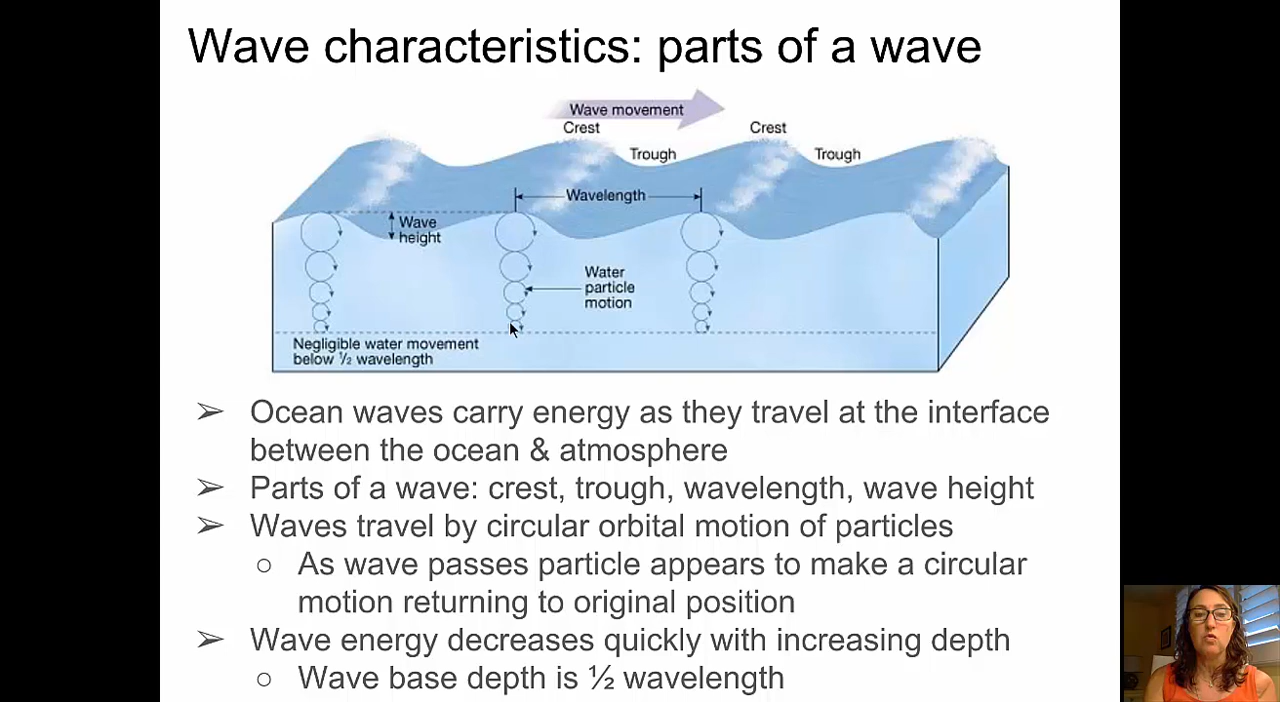 Wave characteristics: parts of a wave
Wave movement
Crest
Crest
Trough
Trough
Wavelength
Wave
height
Water
particle
motion
Negligible water movement
below ½ wavelength
➢ Ocean waves carry energy as they travel at the interface
between the ocean & atmosphere
➢ Parts of a wave: crest, trough, wavelength, wave height
➢ Waves travel by circular orbital motion of particles
○ As wave passes particle appears to make a circular
motion returning to original position
➢ Wave energy decreases quickly with increasing depth
○ Wave base depth is ½ wavelength